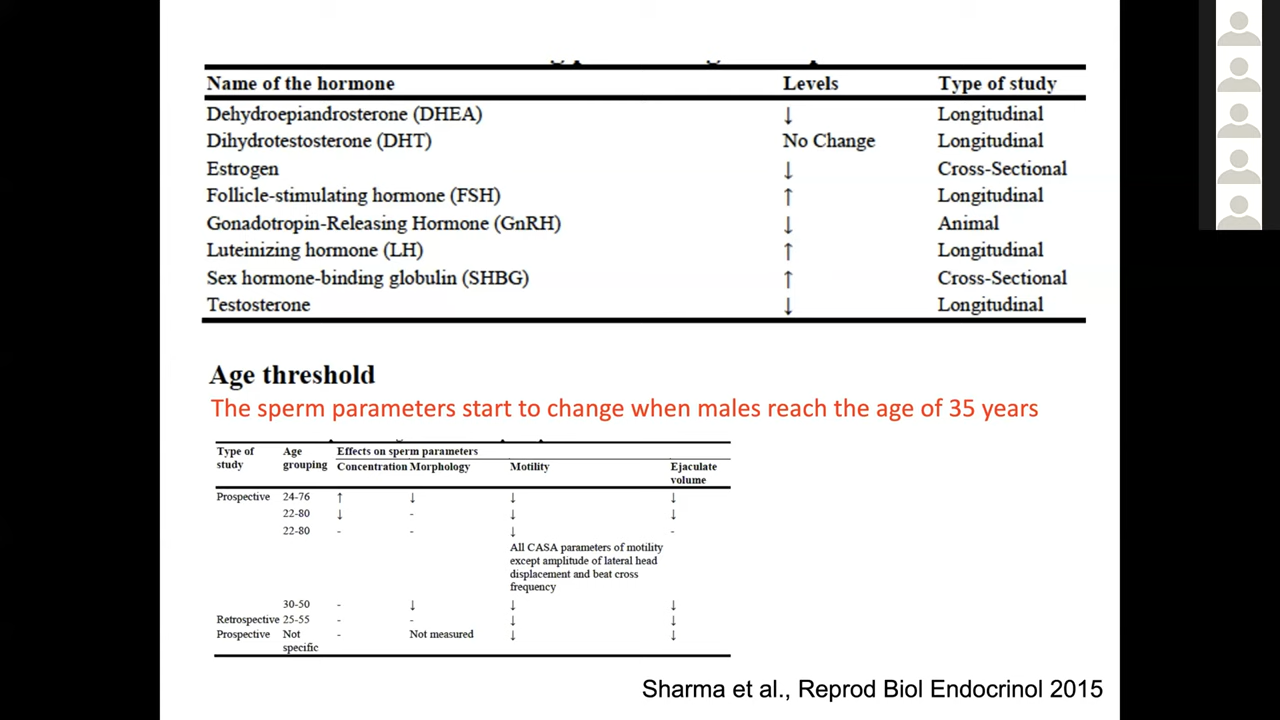 Name of the hormone Levels Type of study
Dehydroepiandrosterone (DHEA) ↓ Longitudinal
Dihydrotestosterone (DHT) No Change Longitudinal
Estrogen ↓ Cross-Sectional
Follicle-stimulating hormone (FSH) ↑ Longitudinal
Gonadotropin-Releasing Hormone (GnRH) ↓ Animal
Luteinizing hormone (LH) ↑ Longitudinal
Sex hormone-binding globulin (SHBG) ↑ Cross-Sectional
Testosterone ↓ Longitudinal
Age threshold
The sperm parameters start to change when males reach the age of 35 years
Type of study Age grouping Effects on sperm parameters
Concentration Morphology Motility Ejaculate volume
Prospective 24-76 ↑ ↓ ↓ ↓
22-80 ↓ - ↓ ↓
22-80 - - ↓ -
All CASA parameters of motility
except amplitude of lateral head
displacement and beat cross
frequency
30-50 - ↓ ↓ ↓
Retrospective 25-55 - - ↓ ↓
Prospective Not specific - Not measured ↓ ↓
Sharma et al., Reprod Biol Endocrinol 2015